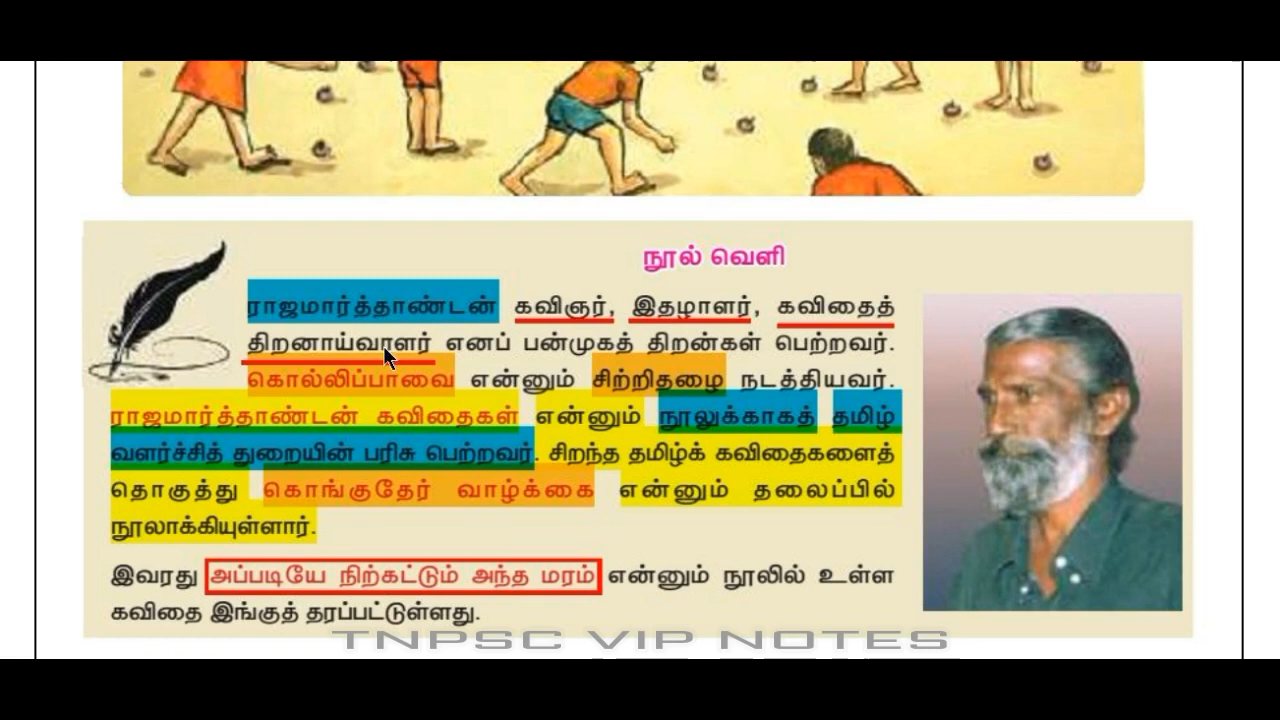 நூல் வெளி
ராஜமார்த்தாண்டன் கவிஞர், இதழாளர், கவிதைத்
திறனாய்வாளர் எனப் பன்முகத் திறன்கள் பெற்றவர்.
கொல்லிப்பாவை என்னும் சிற்றிதழை நடத்தியவர்.
ராஜமார்த்தாண்டன் கவிதைகள் என்னும் நூலுக்காகத் தமிழ்
வளர்ச்சித் துறையின் பரிசு பெற்றவர். சிறந்த தமிழ்க் கவிதைகளைத்
தொகுத்து கொங்குதேர் வாழ்க்கை என்னும் தலைப்பில்
நூலாக்கியுள்ளார்.
இவரது அப்படியே நிற்கட்டும் அந்த மரம் என்னும் நூலில் உள்ள
கவிதை இங்குத் தரப்பட்டுள்ளது.
TNPSC VIP NOTES